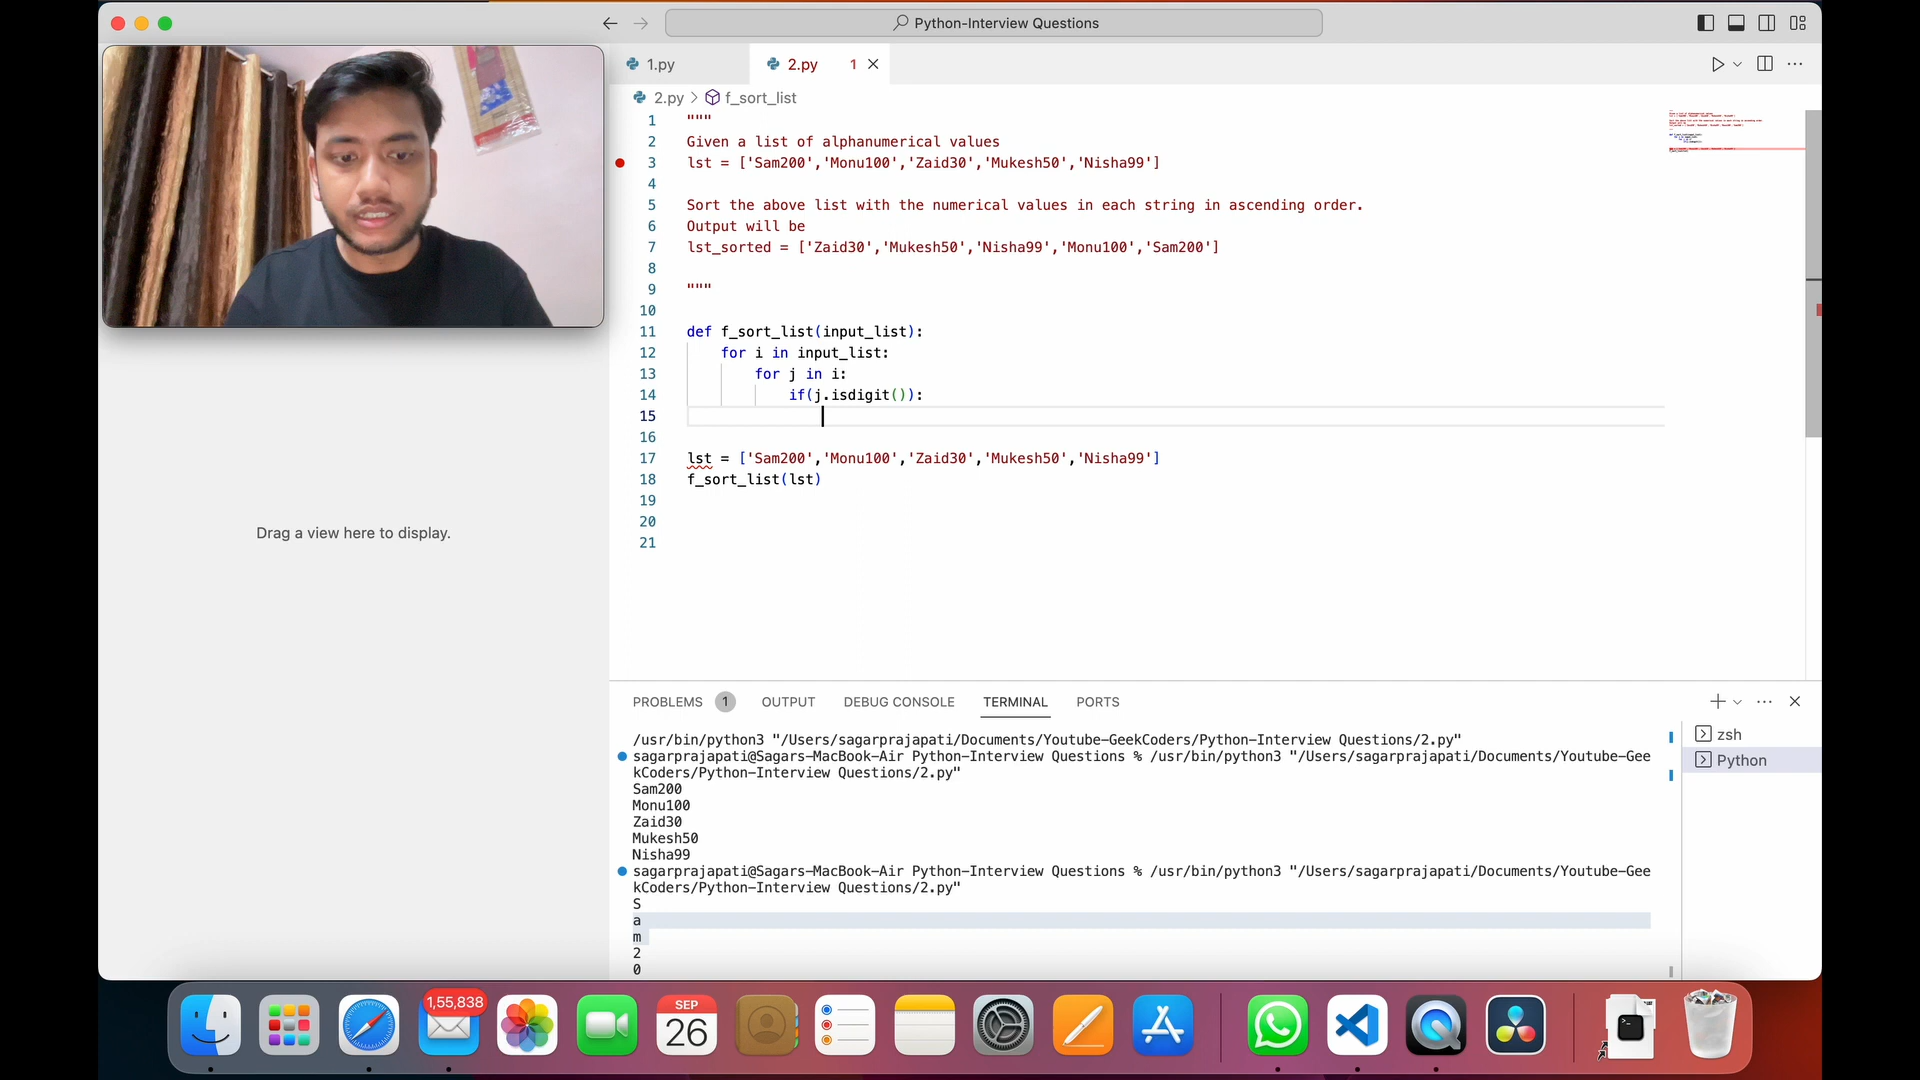 Python-Interview Questions
1.py
2.py 1
2.py > f_sort_list
1 """
2 Given a list of alphanumerical values
3 lst = ['Sam200','Monu100','Zaid30','Mukesh50','Nisha99']
4
5 Sort the above list with the numerical values in each string in ascending order.
6 Output will be
7 lst_sorted = ['Zaid30','Mukesh50','Nisha99','Monu100','Sam200']
8
9 """
10
11 def f_sort_list(input_list):
12 for i in input_list:
13 for j in i:
14 if(j.isdigit()):
15
16
17 lst = ['Sam200','Monu100','Zaid30','Mukesh50','Nisha99']
18 f_sort_list(lst)
19
20
21
Drag a view here to display.
PROBLEMS 1 OUTPUT DEBUG CONSOLE TERMINAL PORTS
/usr/bin/python3 "/Users/sagarprajapati/Documents/Youtube-GeekCoders/Python-Interview Questions/2.py"
sagarprajapati@Sagars-MacBook-Air Python-Interview Questions % /usr/bin/python3 "/Users/sagarprajapati/Documents/Youtube-Gee
kCoders/Python-Interview Questions/2.py"
Sam200
Monu100
Zaid30
Mukesh50
Nisha99
sagarprajapati@Sagars-MacBook-Air Python-Interview Questions % /usr/bin/python3 "/Users/sagarprajapati/Documents/Youtube-Gee
kCoders/Python-Interview Questions/2.py"
S
a
m
2
0
zsh
Python
1,55,838
SEP
26